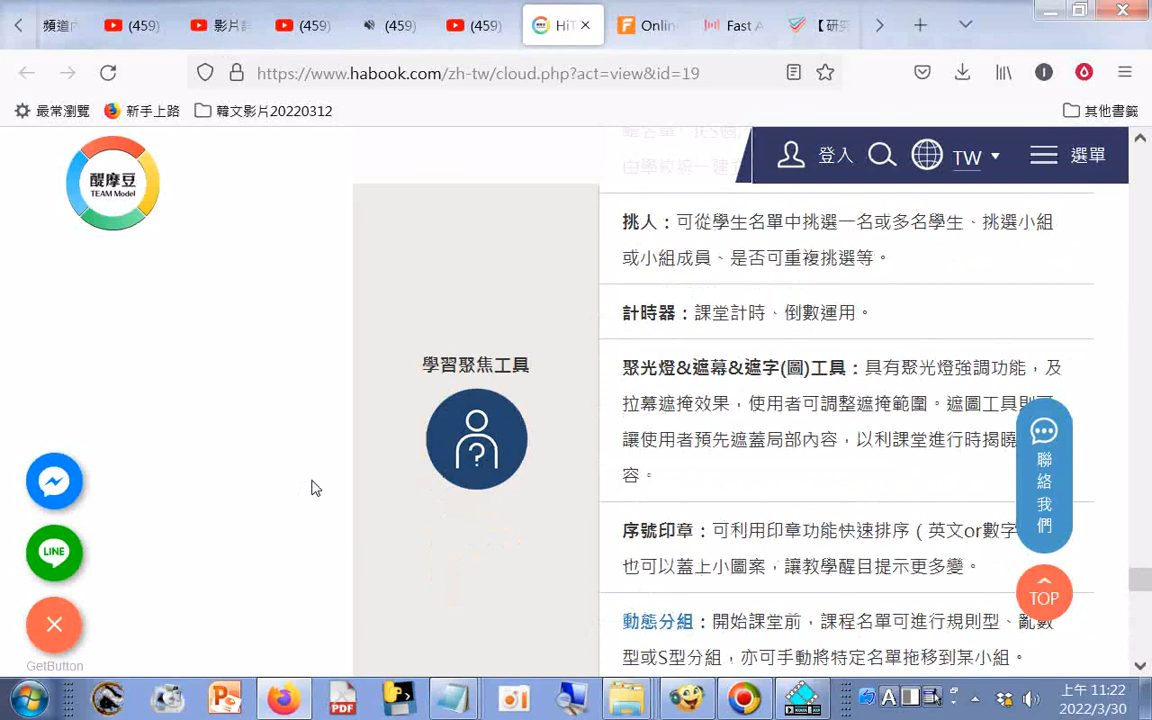 頻道
(459)
影片
(459)
(459)
(459)
HiT
Onlin
Fast A
【研
https://www.habook.com/zh-tw/cloud.php?act=view&id=19
最常瀏覽
新手上路
韓文影片20220312
其他書籤
醍摩豆
TEAM Model
登入
TW
選單
挑人：可從學生名單中挑選一名或多名學生、挑選小組
或小組成員、是否可重複挑選等。
計時器：課堂計時、倒數運用。
學習聚焦工具
聚光燈&遮幕&遮字(圖)工具：具有聚光燈強調功能，及
拉幕遮掩效果，使用者可調整遮掩範圍。遮圖工具則可
讓使用者預先遮蓋局部內容，以利課堂進行時揭曉
容。
聯絡我們
序號印章：可利用印章功能快速排序（英文or數字
也可以蓋上小圖案，讓教學醒目提示更多變。
TOP
動態分組：開始課堂前，課程名單可進行規則型、亂數
型或S型分組，亦可手動將特定名單拖移到某小組。
LINE
GetButton
PDF
上午 11:22
2022/3/30